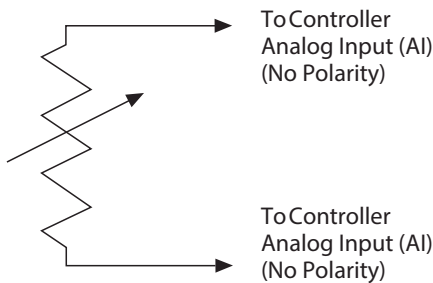 To Controller
Analog Input (AI)
(No Polarity)
To Controller
Analog Input (AI)
(No Polarity)